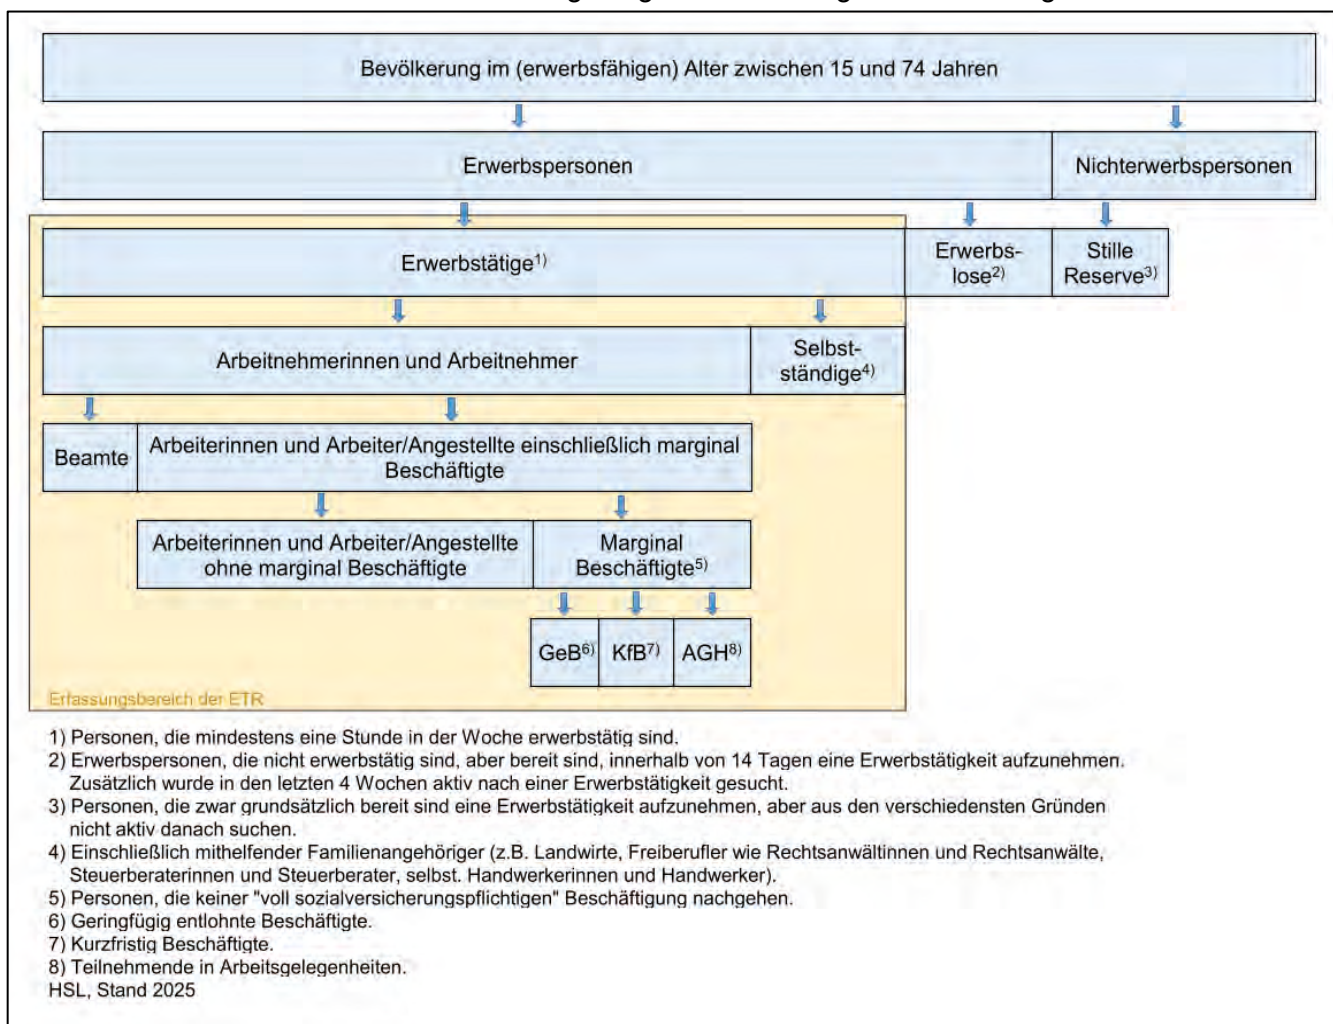 Bevölkerung im (erwerbsfähigen) Alter zwischen 15 und 74 Jahren
Erwerbspersonen
Nichterwerbspersonen
Erwerbstätige1)
Erwerbs-
lose2)
Stille
Reserve3)
Arbeitnehmerinnen und Arbeitnehmer
Selbst-
ständige4)
Beamte
Arbeiterinnen und Arbeiter/Angestellte einschließlich marginal
Beschäftigte
Arbeiterinnen und Arbeiter/Angestellte
ohne marginal Beschäftigte
Marginal
Beschäftigte5)
GeB6)
KfB7)
AGH8)
Erfassungsbereich der ETR
1) Personen, die mindestens eine Stunde in der Woche erwerbstätig sind.
2) Erwerbspersonen, die nicht erwerbstätig sind, aber bereit sind, innerhalb von 14 Tagen eine Erwerbstätigkeit aufzunehmen.
Zusätzlich wurde in den letzten 4 Wochen aktiv nach einer Erwerbstätigkeit gesucht.
3) Personen, die zwar grundsätzlich bereit sind eine Erwerbstätigkeit aufzunehmen, aber aus den verschiedensten Gründen
nicht aktiv danach suchen.
4) Einschließlich mithelfender Familienangehöriger (z.B. Landwirte, Freiberufler wie Rechtsanwältinnen und Rechtsanwälte,
Steuerberaterinnen und Steuerberater, selbst. Handwerkerinnen und Handwerker).
5) Personen, die keiner "voll sozialversicherungspflichtigen" Beschäftigung nachgehen.
6) Geringfügig entlohnte Beschäftigte.
7) Kurzfristig Beschäftigte.
8) Teilnehmende in Arbeitsgelegenheiten.
HSL, Stand 2025